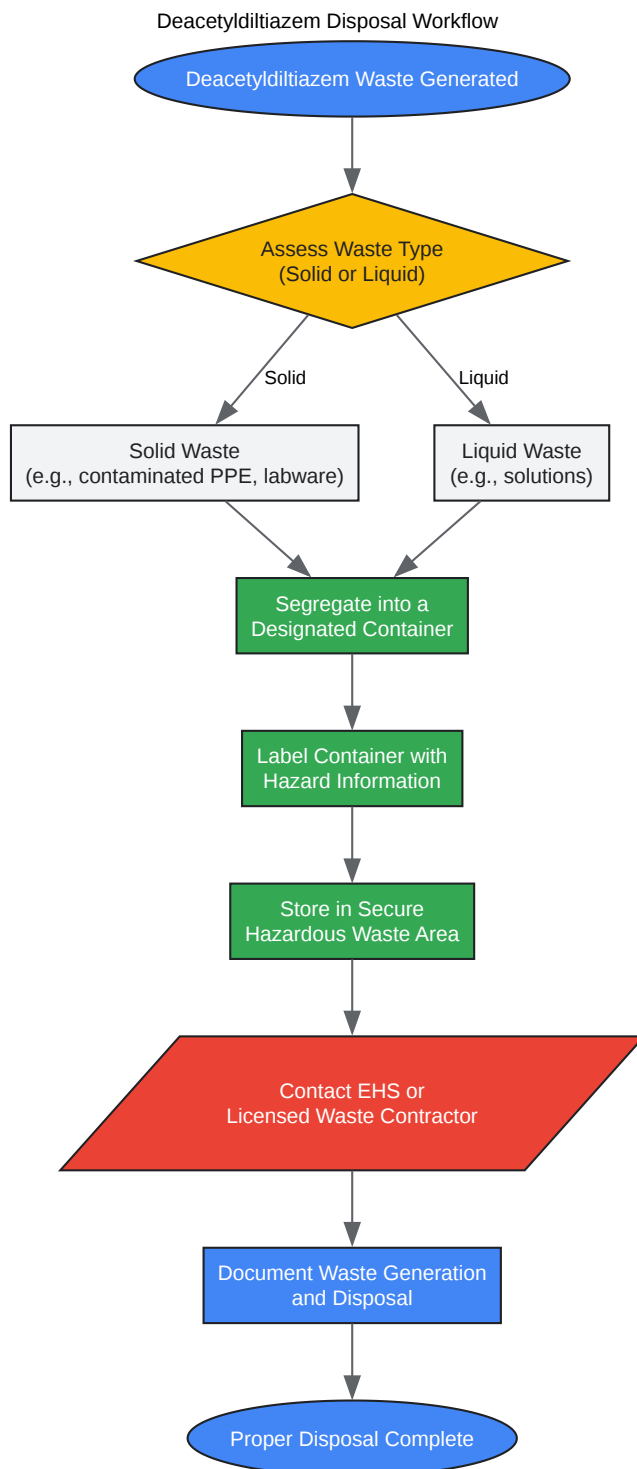 Deacetyldiltiazem Disposal Workflow
Deacetyldiltiazem Waste Generated
Assess Waste Type
(Solid or Liquid)
Solid
Liquid
Solid Waste
(e.g., contaminated PPE, labware)
Liquid Waste
(e.g., solutions)
Segregate into a
Designated Container
Label Container with
Hazard Information
Store in Secure
Hazardous Waste Area
Contact EHS or
Licensed Waste Contractor
Document Waste Generation
and Disposal
Proper Disposal Complete